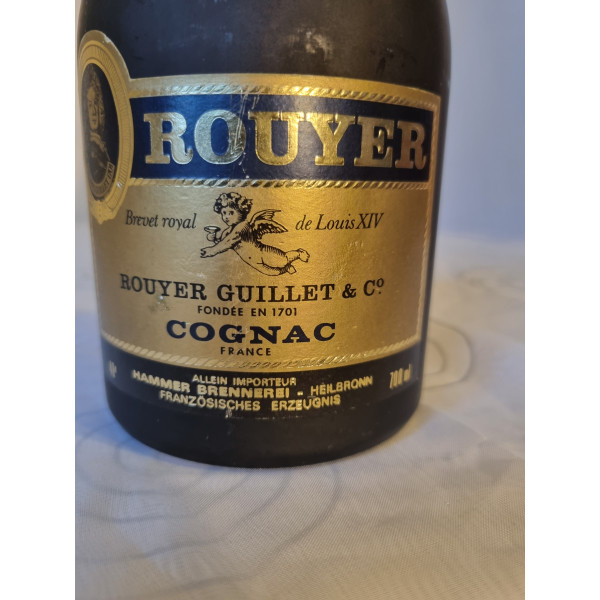 ROUYER
Brevet royal de Louis XIV
ROUYER GUILLET & Cº
FONDÉE EN 1701
COGNAC
FRANCE
ALLEIN IMPORTEUR
HAMMER BRENNEREI - HEILBRONN
FRANZÖSISCHES ERZEUGNIS
700 ml